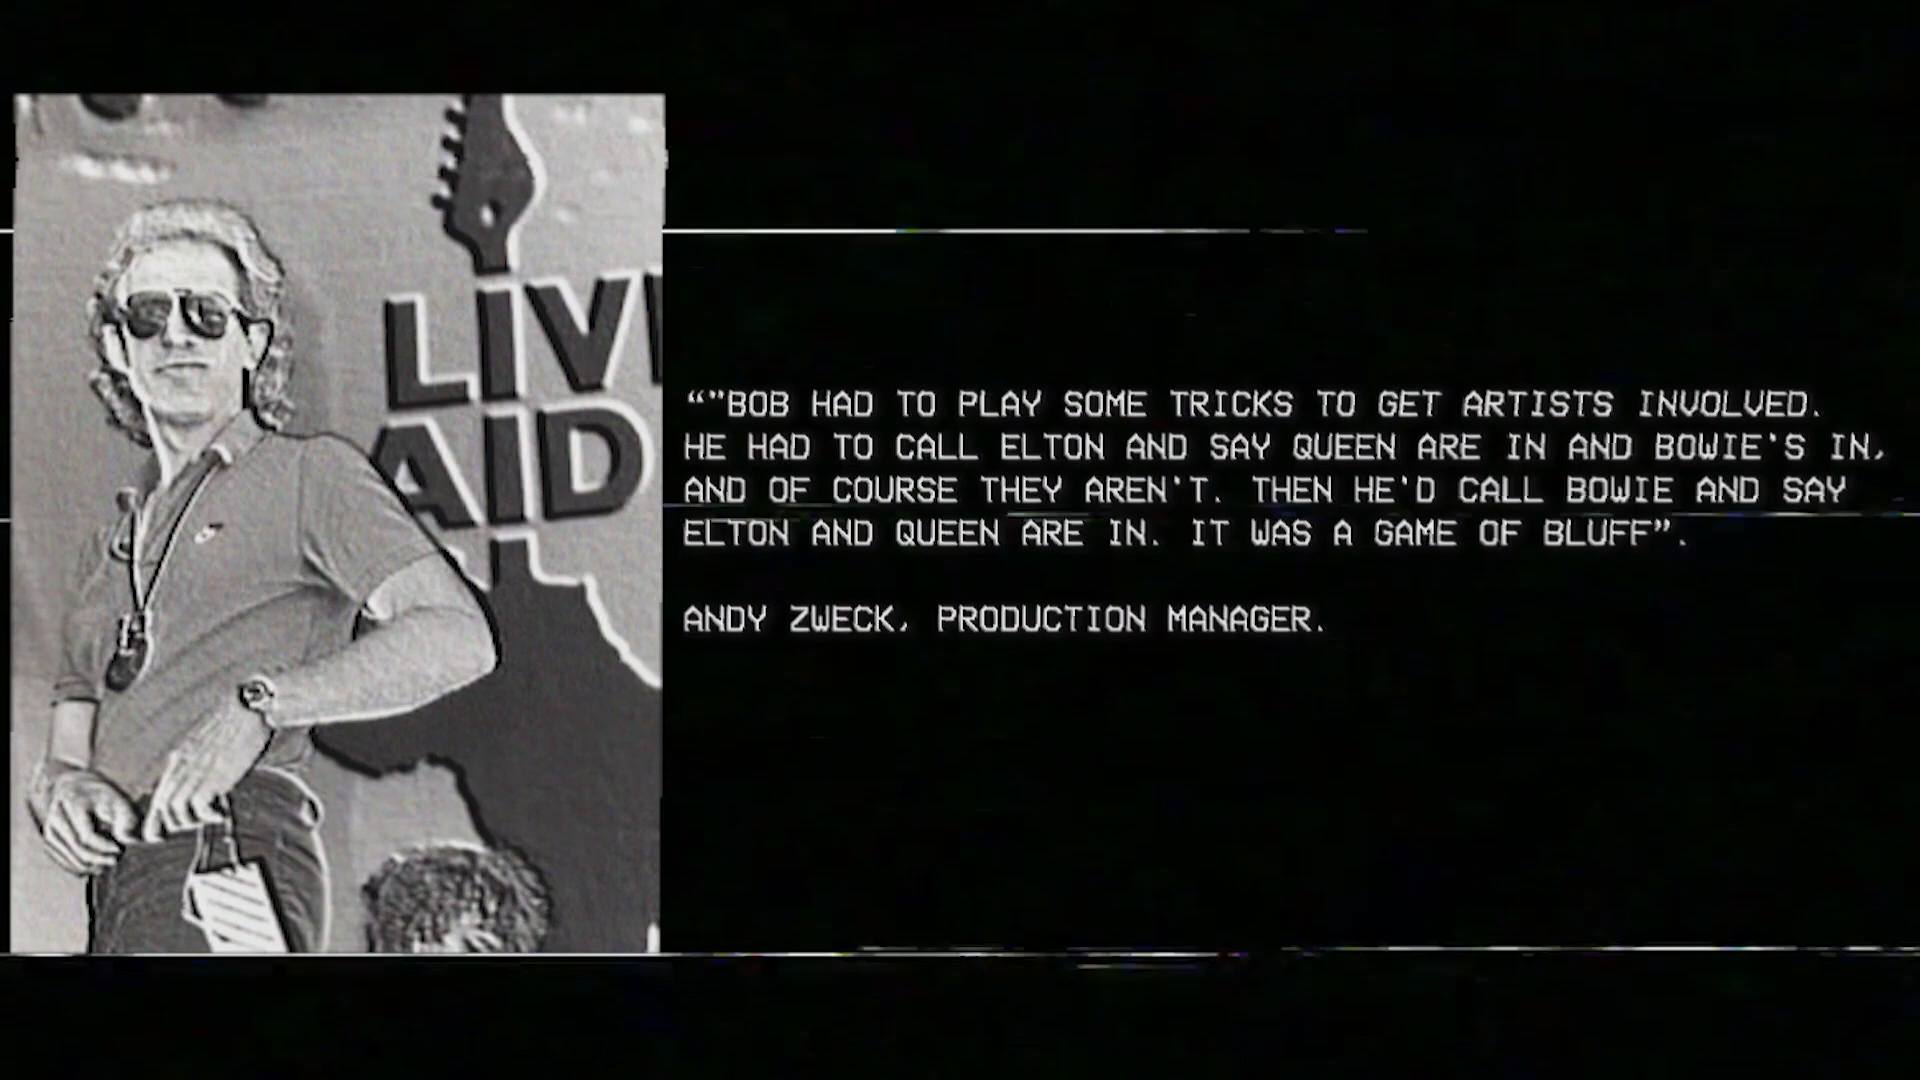 LIV
AID
“”BOB HAD TO PLAY SOME TRICKS TO GET ARTISTS INVOLVED.
HE HAD TO CALL ELTON AND SAY QUEEN ARE IN AND BOWIE'S IN,
AND OF COURSE THEY AREN'T. THEN HE'D CALL BOWIE AND SAY
ELTON AND QUEEN ARE IN. IT WAS A GAME OF BLUFF”.
ANDY ZWECK, PRODUCTION MANAGER.